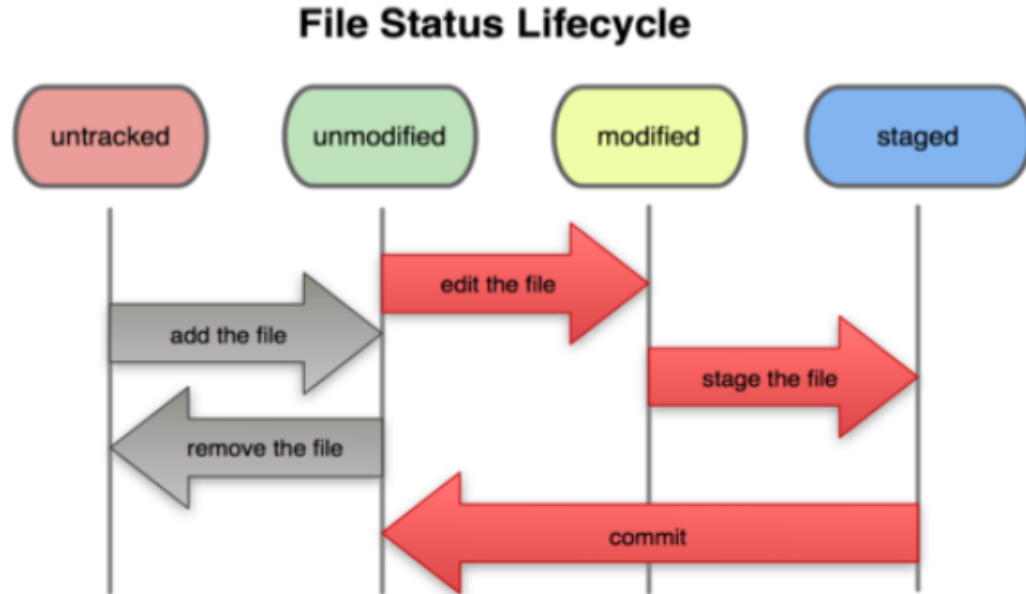 File Status Lifecycle
untracked
unmodified
modified
staged
edit the file
add the file
stage the file
remove the file
commit